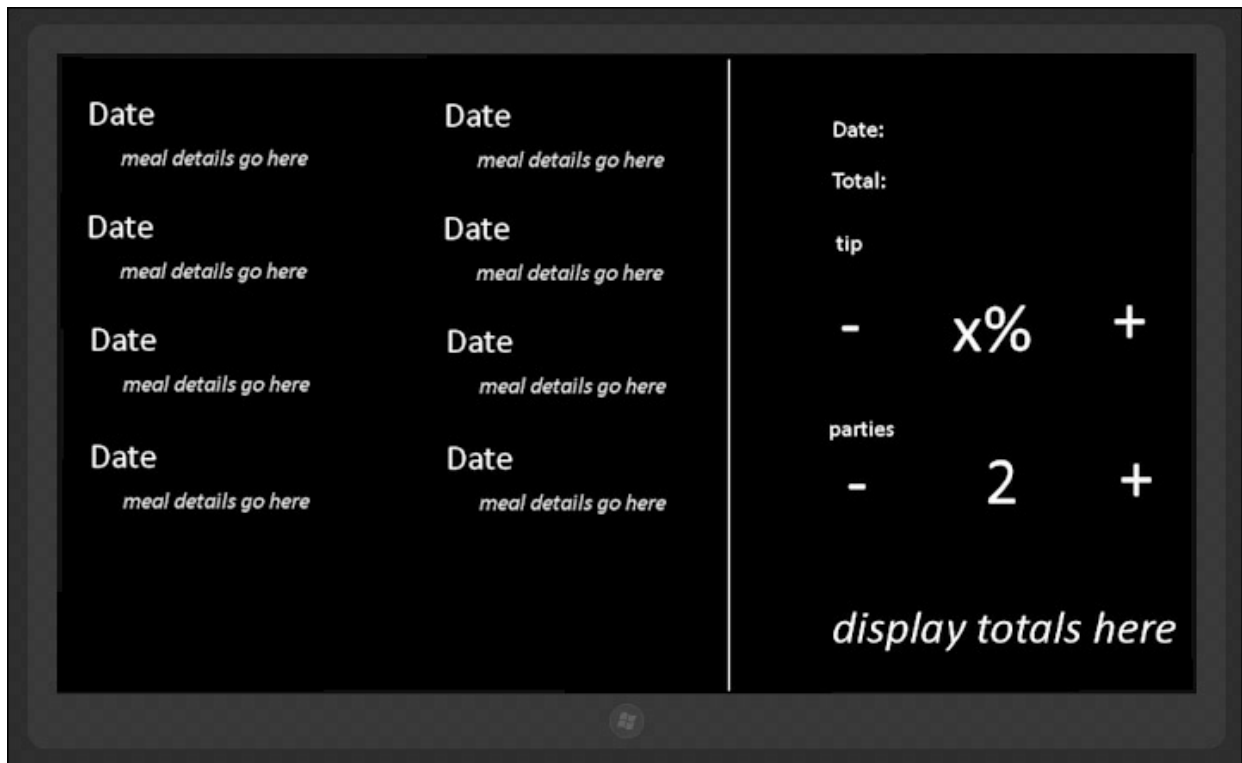 Date
meal details go here
Date
meal details go here
Date
meal details go here
Date
meal details go here
Date
meal details go here
Date
meal details go here
Date
meal details go here
Date
meal details go here
Date:
Total:
tip
- x% +
parties
- 2 +
display totals here